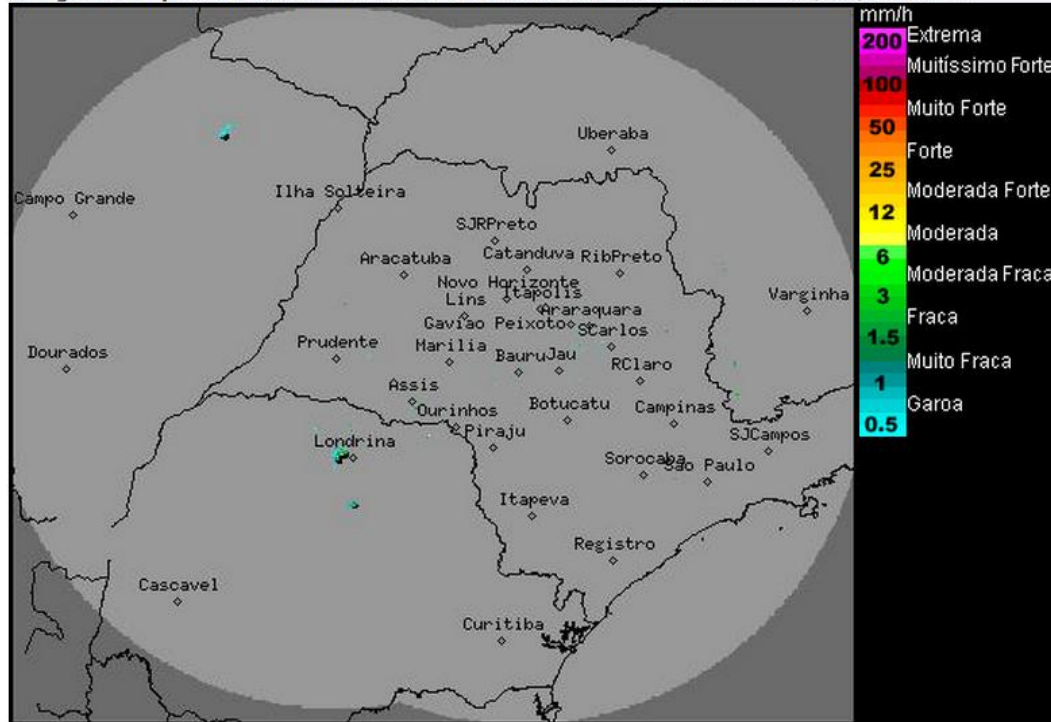 mm/h
200 Extrema
Muitíssimo Forte
100
Muito Forte
50
Forte
25
Moderada Forte
12
Moderada
6
Moderada Fraca
3
Fraca
1.5
Muito Fraca
1
Garoa
0.5
Uberaba
Campo Grande
Ilha Solteira
SJRPreto
Catanduva
Aracatuba
RibPreto
Novo Horizonte
Itapolis
Lins
Araraquara
Varginha
Gaviao Peixoto
SCarlos
Prudente
Marilia
Dourados
Bauru
Jau
RClaro
Assis
Ourinhos
Botucatu
Campinas
Piraju
Londrina
SJCampos
Sorocaba
Sao Paulo
Itapeva
Registro
Cascavel
Curitiba